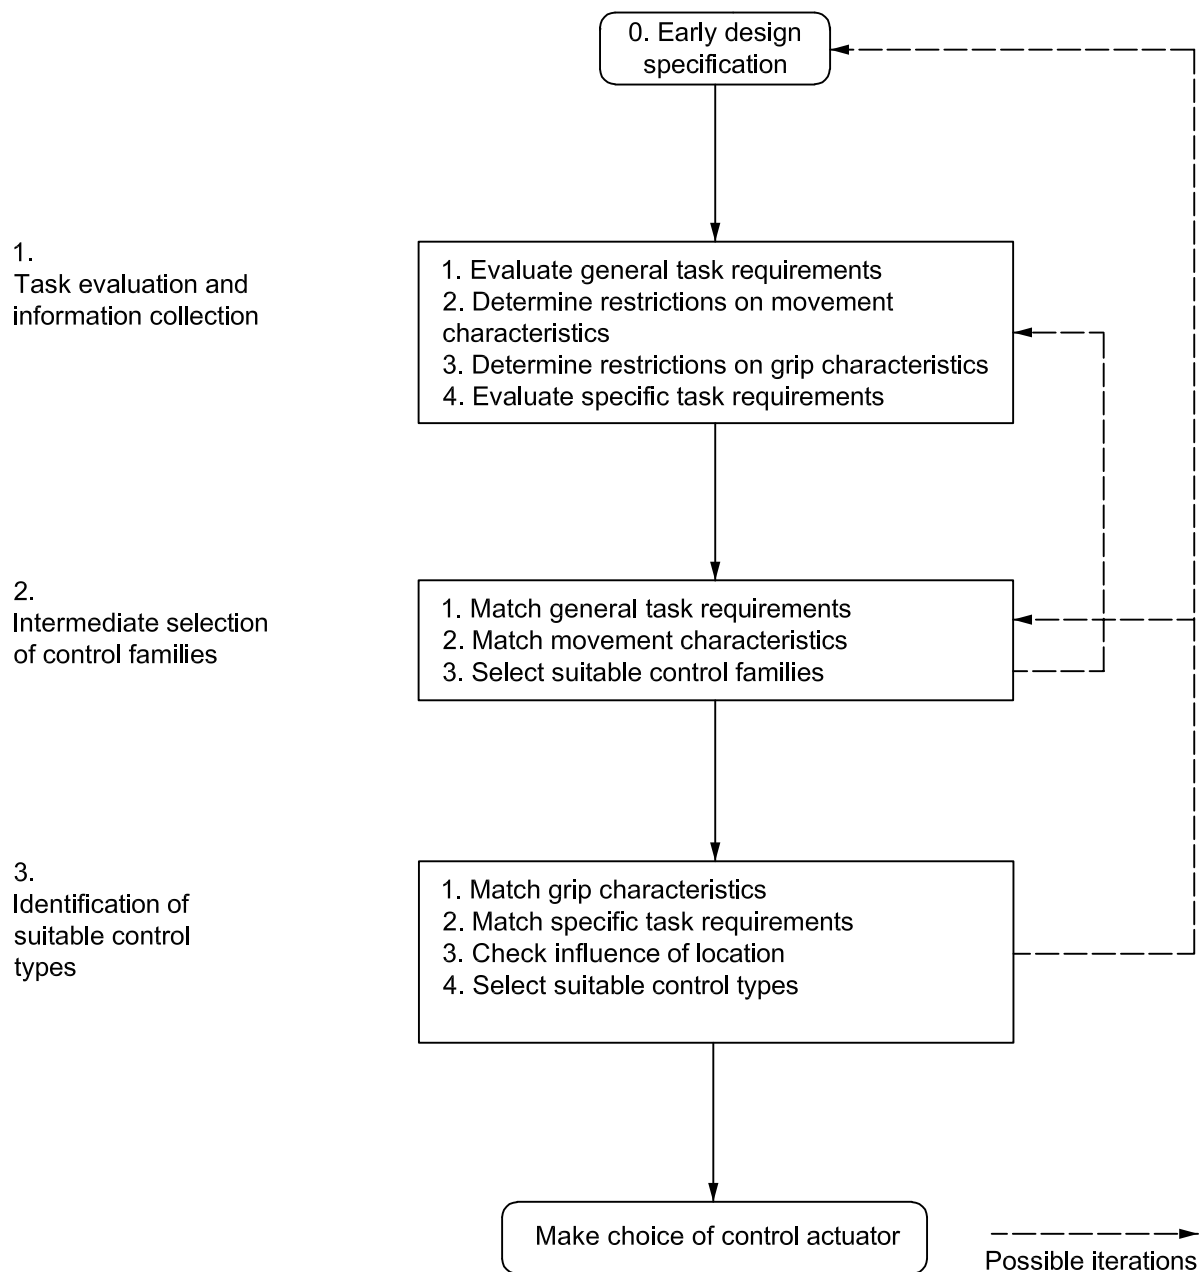 0. Early design
specification
1.
Task evaluation and
information collection
1. Evaluate general task requirements
2. Determine restrictions on movement
characteristics
3. Determine restrictions on grip characteristics
4. Evaluate specific task requirements
2.
Intermediate selection
of control families
1. Match general task requirements
2. Match movement characteristics
3. Select suitable control families
3.
Identification of
suitable control
types
1. Match grip characteristics
2. Match specific task requirements
3. Check influence of location
4. Select suitable control types
Make choice of control actuator
Possible iterations